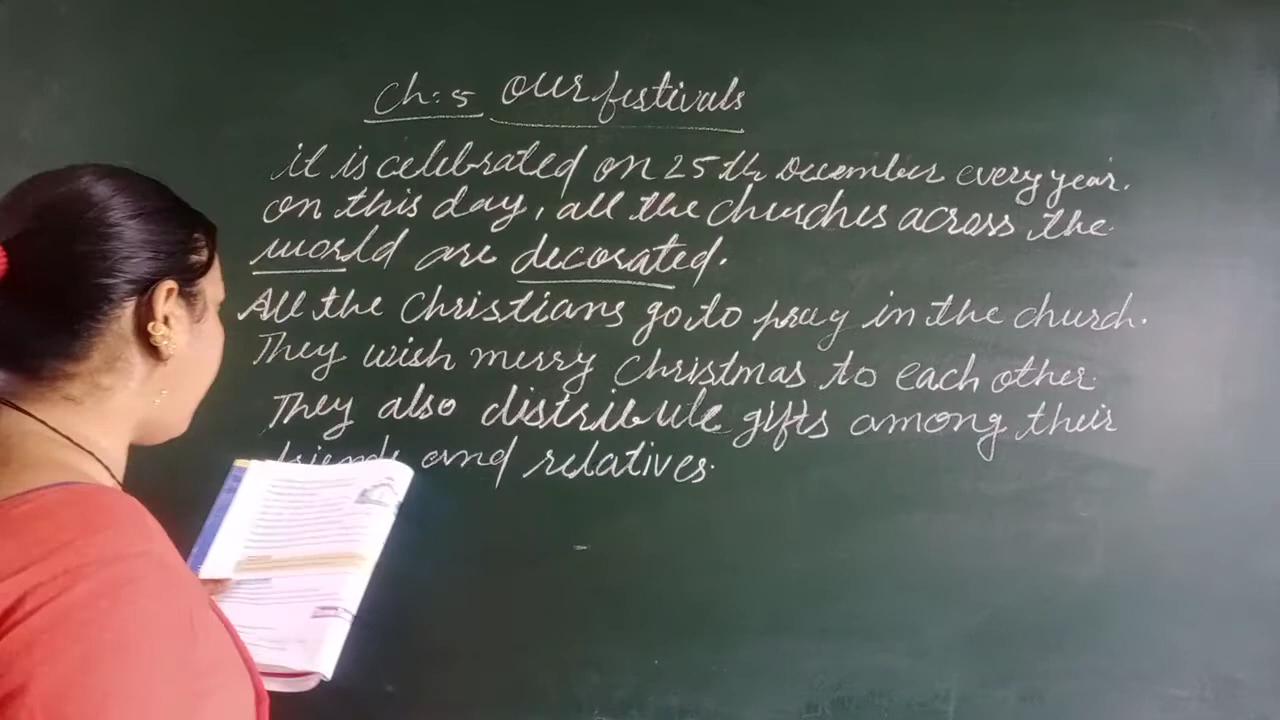 Ch:5 Our festivals
it is celebrated on 25th December every year.
on this day, all the churches across the
world are decorated.
All the Christians go to pray in the church.
They wish merry Christmas to each other.
They also distribute gifts among their
friends and relatives.